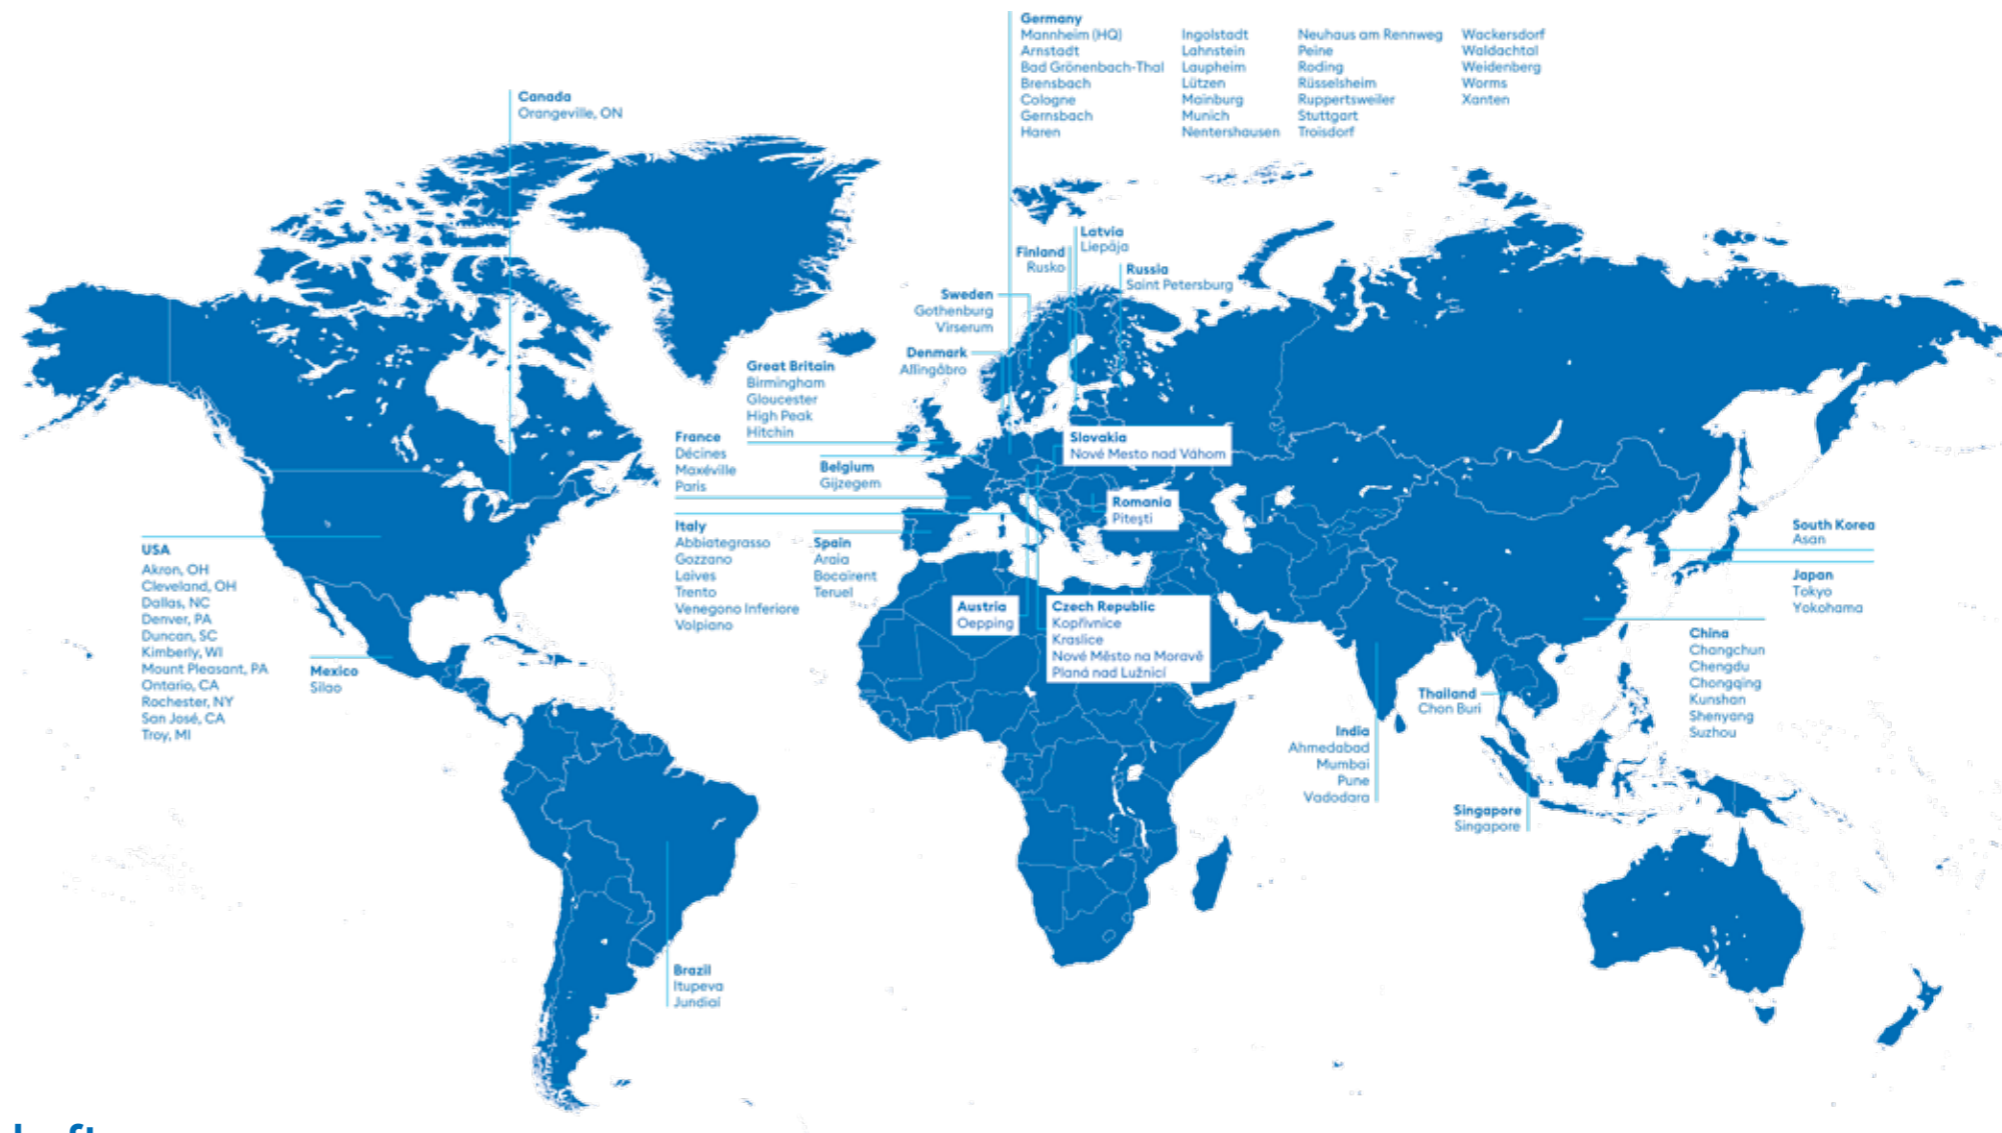 Germany
Mannheim (HQ)
Arnstadt
Bad Grönenbach-Thal
Brensbach
Cologne
Gernsbach
Haren
Ingolstadt
Lahnstein
Laupheim
Lützen
Mainburg
Munich
Nentershausen
Neuhaus am Rennweg
Peine
Roding
Rüsselsheim
Ruppertsweiler
Stuttgart
Troisdorf
Wackersdorf
Waldachtal
Weidenberg
Worms
Xanten
Canada
Orangeville, ON
Latvia
Liepāja
Finland
Rusko
Russia
Saint Petersburg
Sweden
Gothenburg
Virserum
Denmark
Allingåbro
Great Britain
Birmingham
Gloucester
High Peak
Hitchin
France
Décines
Maxéville
Paris
Belgium
Gijzegem
Slovakia
Nové Mesto nad Váhom
Romania
Pitești
Italy
Abbiategrasso
Gozzano
Laives
Trento
Venegono Inferiore
Volpiano
Spain
Araia
Bocairent
Teruel
Austria
Oepping
Czech Republic
Kopřivnice
Kraslice
Nové Město na Moravě
Planá nad Lužnicí
USA
Akron, OH
Cleveland, OH
Dallas, NC
Denver, PA
Duncan, SC
Kimberly, WI
Mount Pleasant, PA
Ontario, CA
Rochester, NY
San José, CA
Troy, MI
Mexico
Silao
Brazil
Itupeva
Jundiaí
South Korea
Asan
Japan
Tokyo
Yokohama
China
Changchun
Chengdu
Chongqing
Kunshan
Shenyang
Suzhou
Thailand
Chon Buri
India
Ahmedabad
Mumbai
Pune
Vadodara
Singapore
Singapore